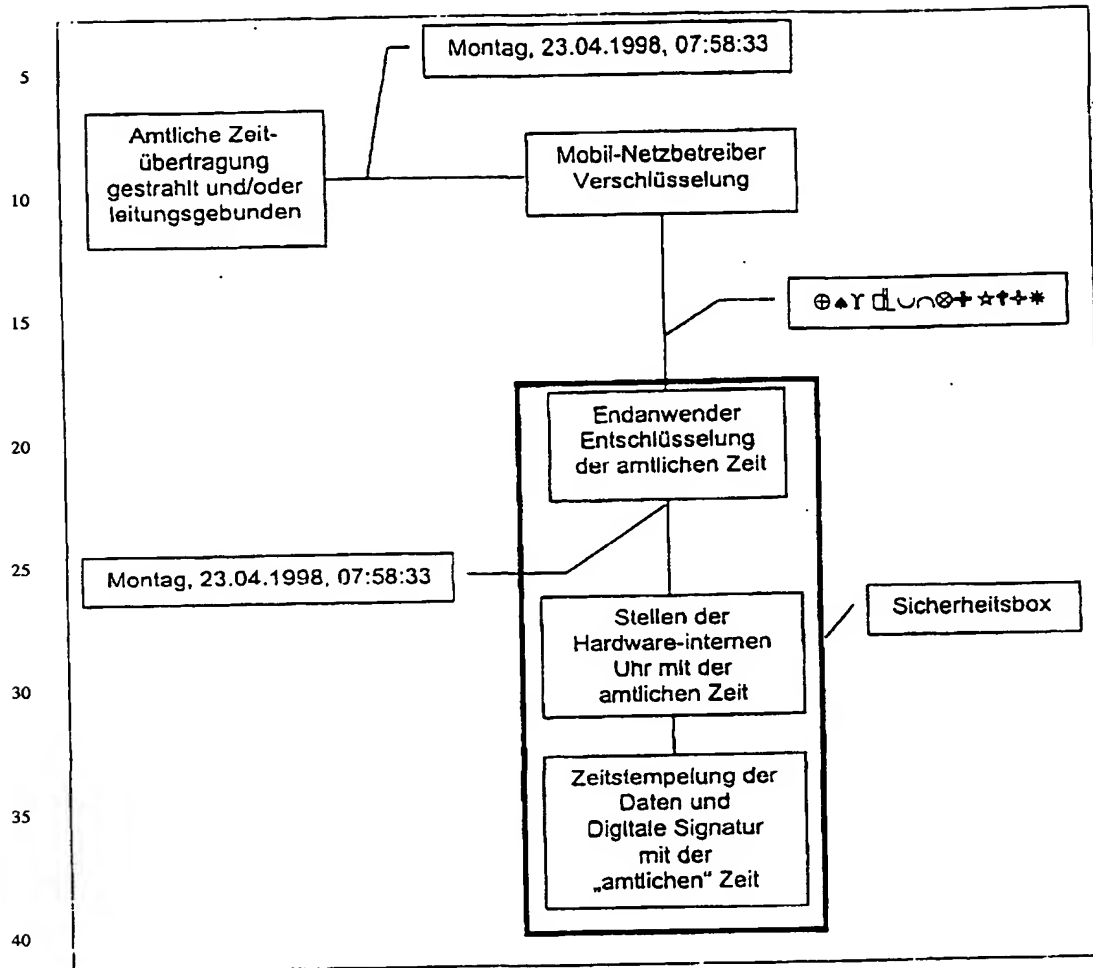 Montag, 23.04.1998, 07:58:33
5
Amtliche Zeit-
übertragung
gestrahlt und/oder
leitungsgebunden
Mobil-Netzbetreiber
Verschlüsselung
10
15
Endanwender
Entschlüsselung
der amtlichen Zeit
20
25
Montag, 23.04.1998, 07:58:33
Stellen der
Hardware-internen
Uhr mit der
amtlichen Zeit
Sicherheitsbox
30
Zeitstempelung der
Daten und
Digitale Signatur
mit der
„amtlichen“ Zeit
35
40